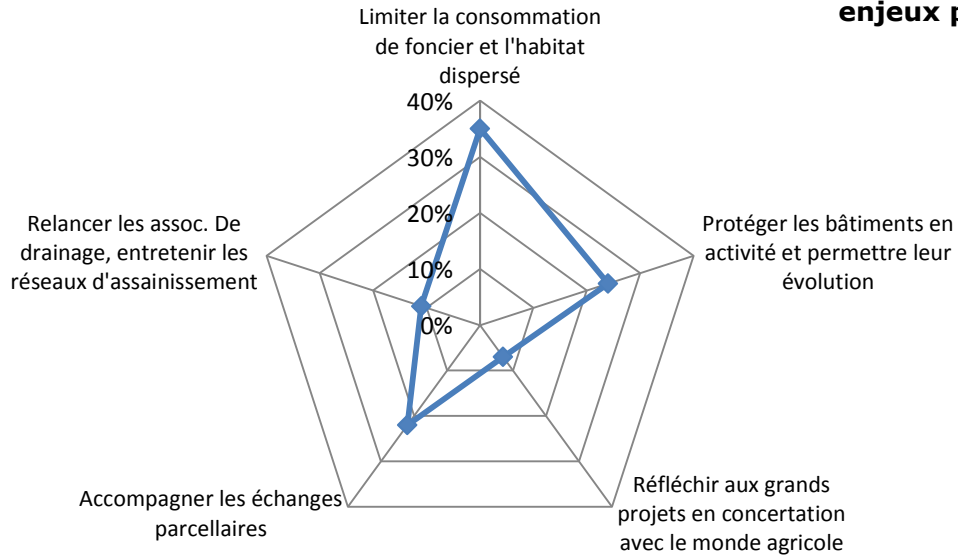 enjeux p
Limiter la consommation
de foncier et l'habitat
dispersé
40%
30%
20%
10%
0%
Protéger les bâtiments en
activité et permettre leur
évolution
Réfléchir aux grands
projets en concertation
avec le monde agricole
Accompagner les échanges
parcellaires
Relancer les assoc. De
drainage, entretenir les
réseaux d'assainissement